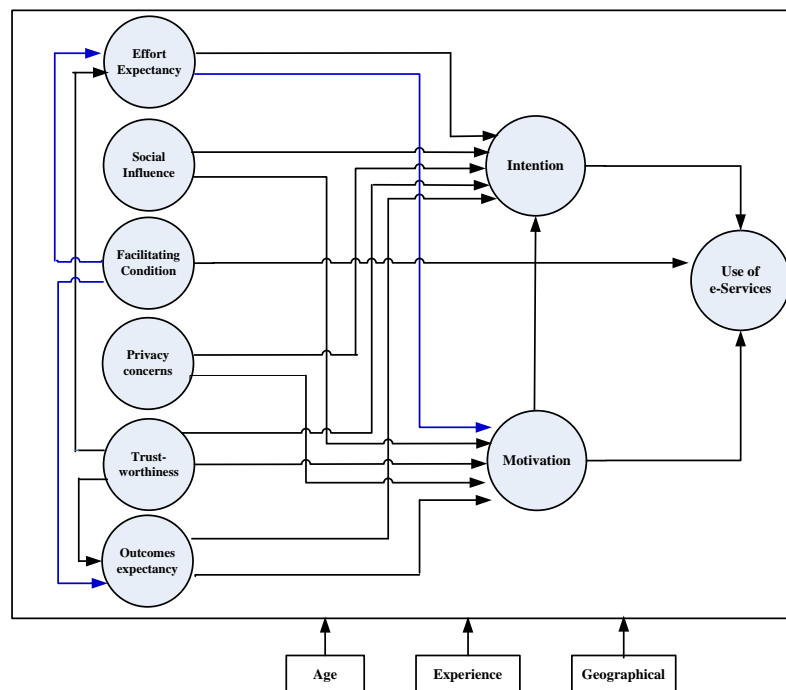 Effort
Expectancy
Social
Influence
Intention
Facilitating
Condition
Use of
e-Services
Privacy
concerns
Trust-
worthiness
Motivation
Outcomes
expectancy
Age
Experience
Geographical